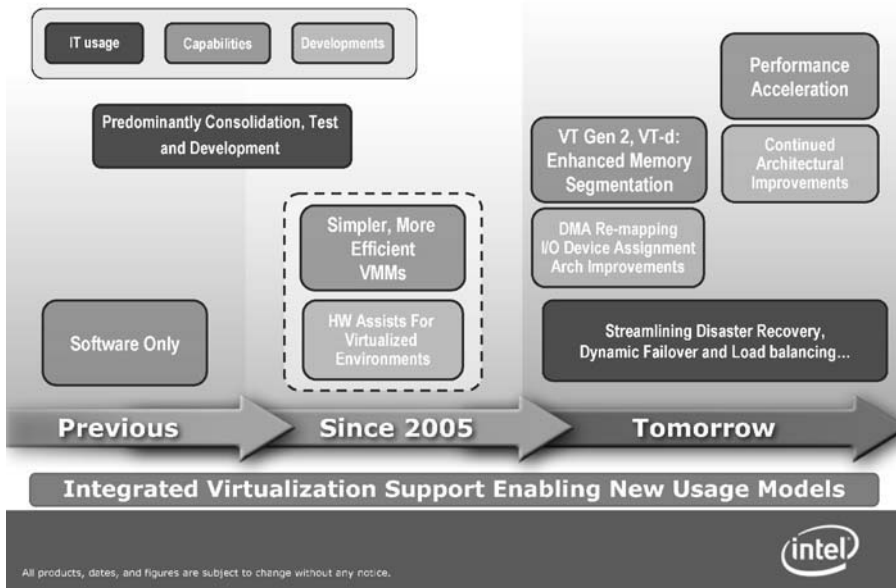 IT usage
Capabilities
Developments
Predominantly Consolidation, Test
and Development
Software Only
Simpler, More
Efficient
VMMs
HW Assists For
Virtualized
Environments
VT Gen 2, VT-d:
Enhanced Memory
Segmentation
DMA Re-mapping
I/O Device Assignment
Arch Improvements
Performance
Acceleration
Continued
Architectural
Improvements
Streamlining Disaster Recovery,
Dynamic Failover and Load balancing...
Previous
Since 2005
Tomorrow
Integrated Virtualization Support Enabling New Usage Models
All products, dates, and figures are subject to change without any notice.
intel